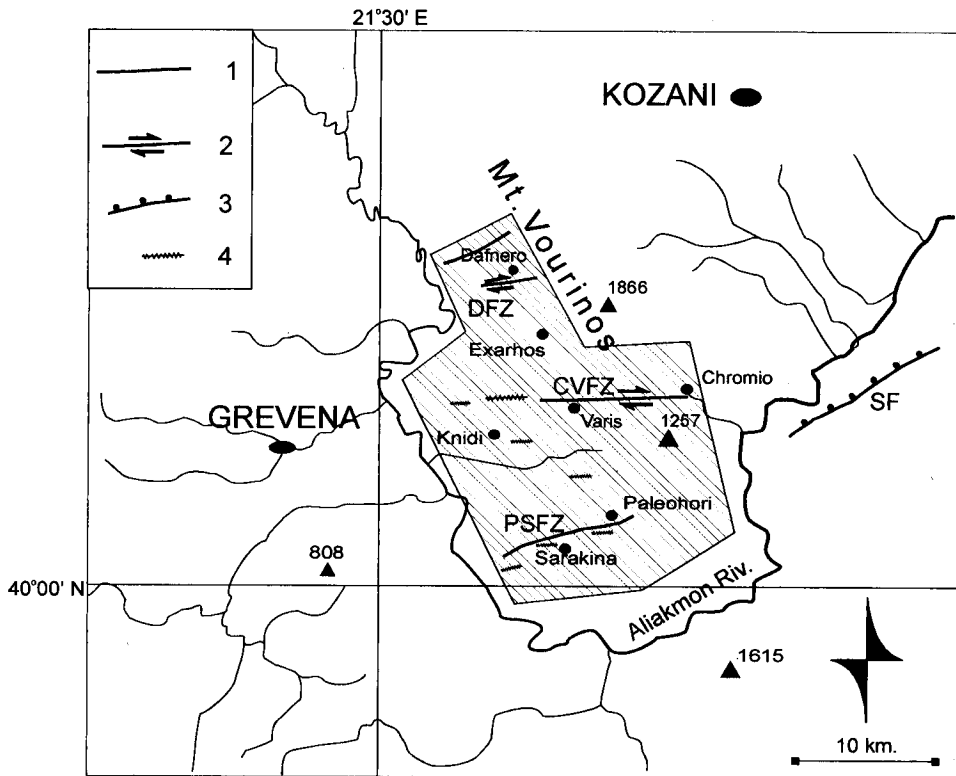 21°30' E
1
2
3
4
KOZANI
Mt. Vourinos
Dafnero
DFZ
1866
Exarhos
CVFZ
Chromio
SF
GREVENA
Varis
1257
Knidi
Paleohori
PSFZ
808
Sarakina
40°00' N
Aliakmon Riv.
1615
10 km.